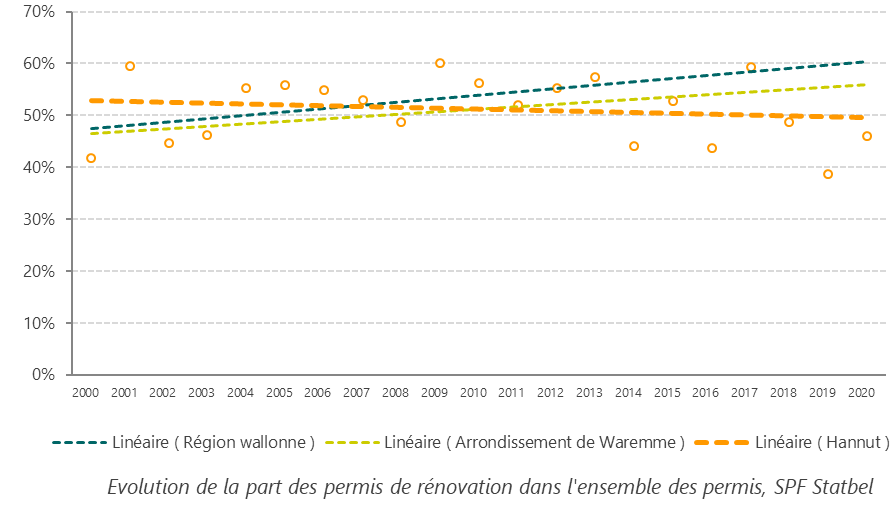 70%
60%
50%
40%
30%
20%
10%
0%
2000 2001 2002 2003 2004 2005 2006 2007 2008 2009 2010 2011 2012 2013 2014 2015 2016 2017 2018 2019 2020
Linéaire ( Région wallonne ) Linéaire ( Arrondissement de Waremme ) Linéaire ( Hannut )
Evolution de la part des permis de rénovation dans l'ensemble des permis, SPF Statbel